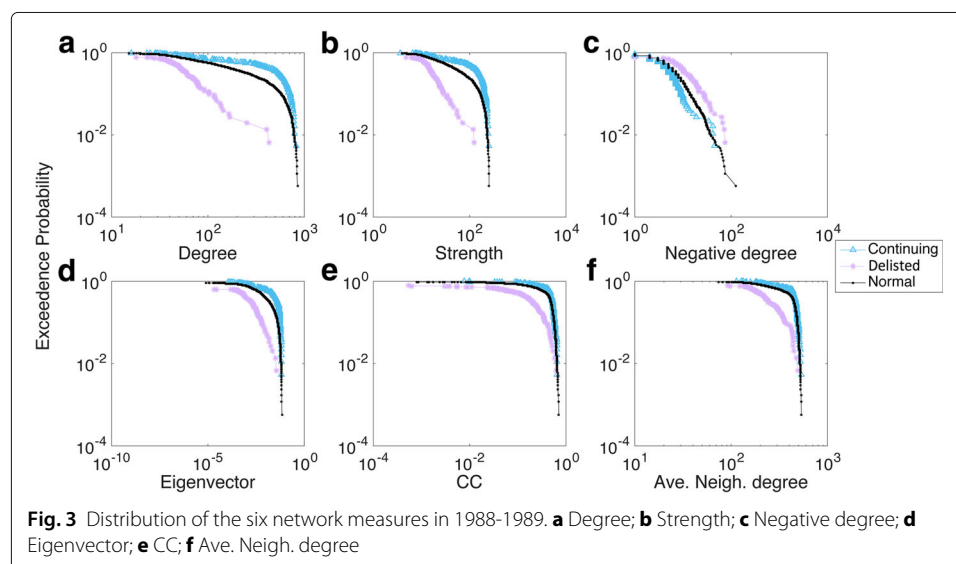 a
b
c
10^0
10^-2
10^-4
10^1
10^2
10^3
Degree
10^0
10^-2
10^-4
10^0
10^2
10^4
Strength
10^0
10^-2
10^-4
10^0
10^2
10^4
Negative degree
Exceedence Probability
Continuing
Delisted
Normal
d
e
f
10^0
10^-2
10^-4
10^-10
10^-5
10^0
Eigenvector
10^0
10^-2
10^-4
10^-4
10^-2
10^0
CC
10^0
10^-2
10^-4
10^1
10^2
10^3
Ave. Neigh. degree
Fig. 3 Distribution of the six network measures in 1988-1989. a Degree; b Strength; c Negative degree; d
Eigenvector; e CC; f Ave. Neigh. degree